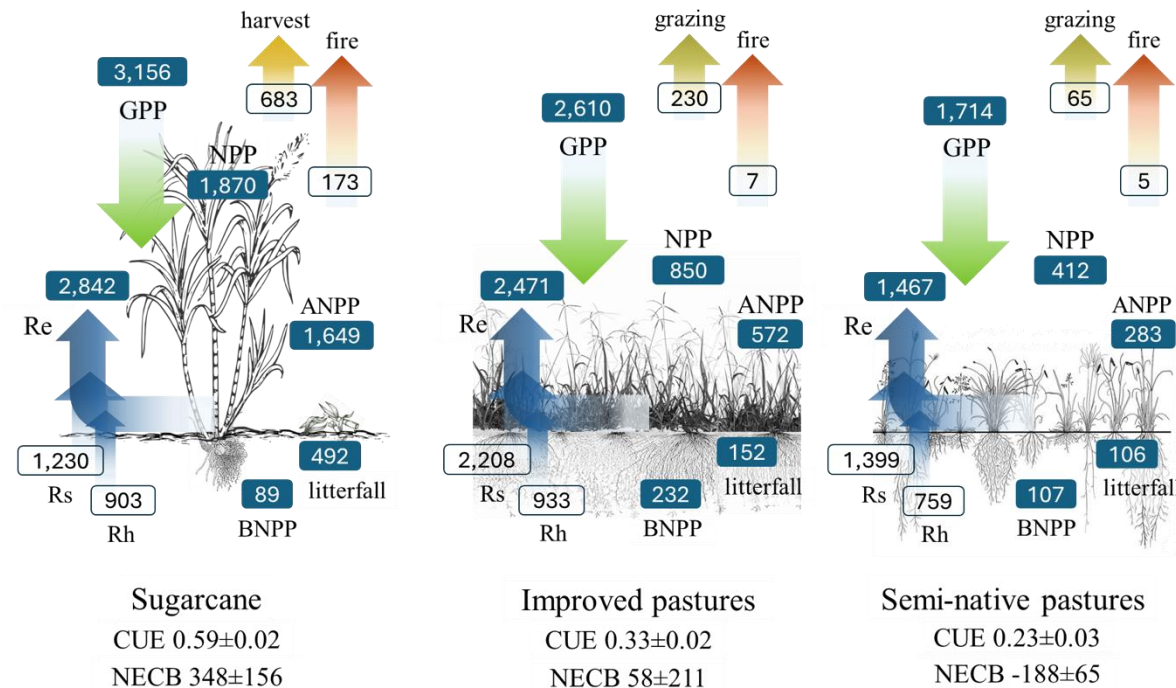 harvest
fire
3,156
683
GPP
NPP
1,870
173
2,842
ANPP
Re
1,649
1,230
492
Rs
89
litterfall
903
BNPP
Rh
Sugarcane
CUE 0.59±0.02
NECB 348±156
grazing
fire
230
2,610
GPP
7
NPP
850
2,471
ANPP
Re
572
2,208
152
Rs
232
litterfall
933
BNPP
Rh
Improved pastures
CUE 0.33±0.02
NECB 58±211
grazing
fire
65
1,714
GPP
5
NPP
412
1,467
ANPP
Re
283
1,399
106
Rs
107
litterfall
759
BNPP
Rh
Semi-native pastures
CUE 0.23±0.03
NECB -188±65